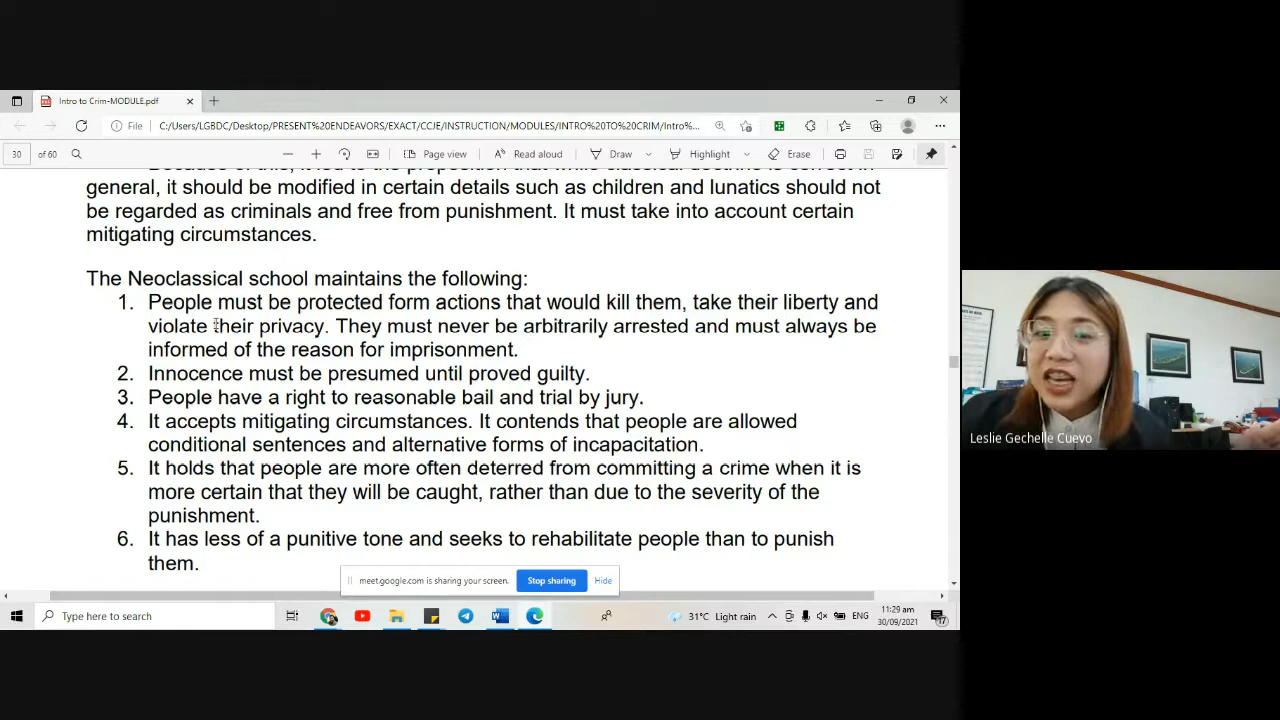 Intro to Crim-MODULE.pdf
File C:/Users/LGBDC/Desktop/PRESENT%20ENDEAVORS/EXACT/CCJE/INSTRUCTION/MODULES/INTRO%20TO%20CRIM/Intro%...
30 of 60 Page view Read aloud Draw Highlight Erase
general, it should be modified in certain details such as children and lunatics should not
be regarded as criminals and free from punishment. It must take into account certain
mitigating circumstances.
The Neoclassical school maintains the following:
1. People must be protected form actions that would kill them, take their liberty and
violate their privacy. They must never be arbitrarily arrested and must always be
informed of the reason for imprisonment.
2. Innocence must be presumed until proved guilty.
3. People have a right to reasonable bail and trial by jury.
4. It accepts mitigating circumstances. It contends that people are allowed
conditional sentences and alternative forms of incapacitation.
5. It holds that people are more often deterred from committing a crime when it is
more certain that they will be caught, rather than due to the severity of the
punishment.
6. It has less of a punitive tone and seeks to rehabilitate people than to punish
them.
meet.google.com is sharing your screen. Stop sharing Hide
Type here to search
31°C Light rain ENG
11:29 am
30/09/2021
Leslie Gechelle Cuevo